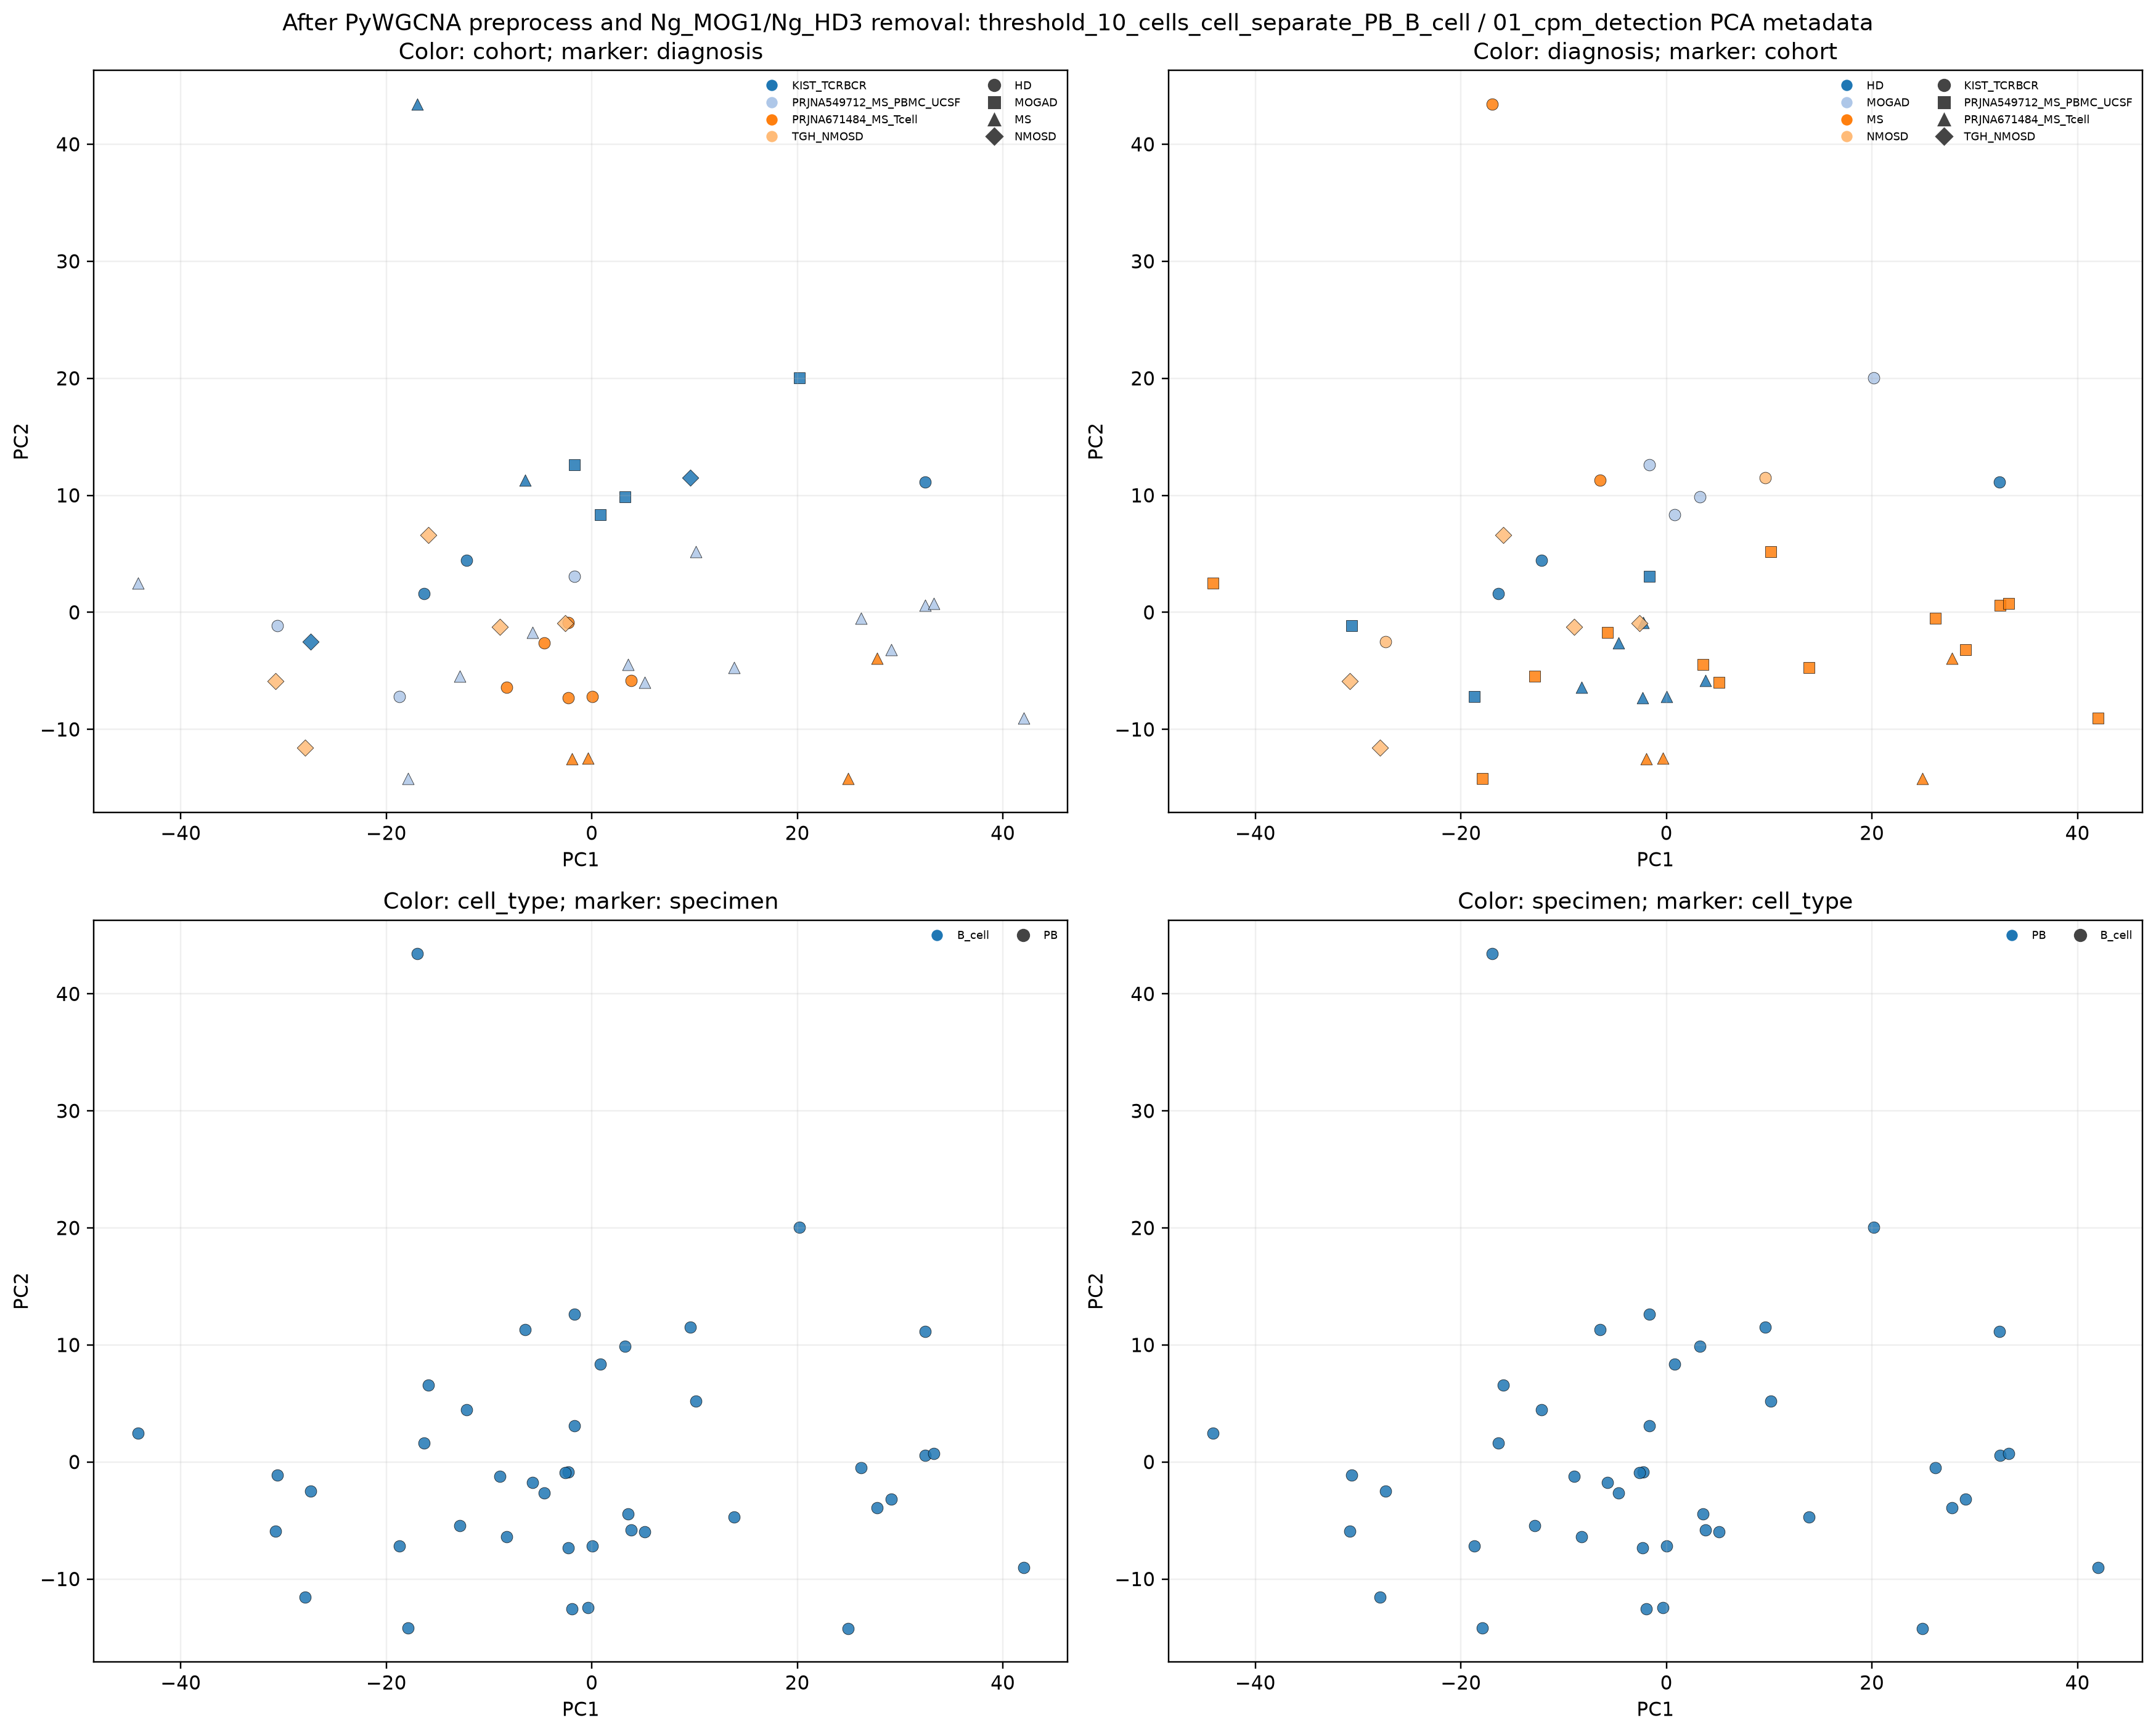 After PyWGCNA preprocess and Ng_MOG1/Ng_HD3 removal: threshold_10_cells_cell_separate_PB_B_cell / 01_cpm_detection PCA metadata
Color: cohort; marker: diagnosis
KIST_TCRBCR
PRJNA549712_MS_PBMC_UCSF
PRJNA671484_MS_Tcell
TGH_NMOSD
HD
MOGAD
MS
NMOSD
40
30
20
10
0
−10
PC2
−40 −20 0 20 40
PC1
Color: diagnosis; marker: cohort
HD
MOGAD
MS
NMOSD
KIST_TCRBCR
PRJNA549712_MS_PBMC_UCSF
PRJNA671484_MS_Tcell
TGH_NMOSD
40
30
20
10
0
−10
PC2
−40 −20 0 20 40
PC1
Color: cell_type; marker: specimen
B_cell PB
40
30
20
10
0
−10
PC2
−40 −20 0 20 40
PC1
Color: specimen; marker: cell_type
PB B_cell
40
30
20
10
0
−10
PC2
−40 −20 0 20 40
PC1